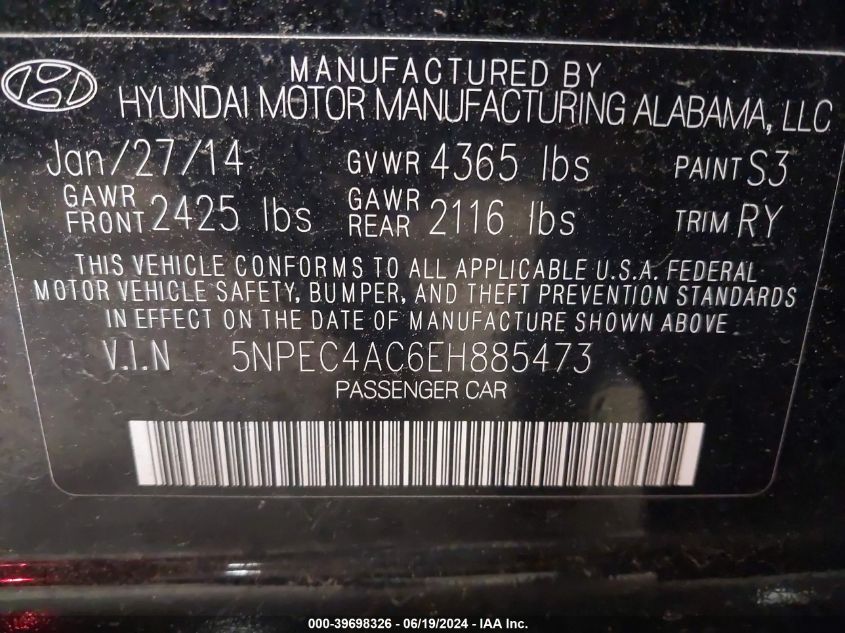 MANUFACTURED BY
HYUNDAI MOTOR MANUFACTURING ALABAMA, LLC
Jan/27/14 GVWR 4365 lbs PAINT S3
GAWR FRONT 2425 lbs GAWR REAR 2116 lbs TRIM RY
THIS VEHICLE CONFORMS TO ALL APPLICABLE U.S.A. FEDERAL
MOTOR VEHICLE SAFETY, BUMPER, AND THEFT PREVENTION STANDARDS
IN EFFECT ON THE DATE OF MANUFACTURE SHOWN ABOVE.
V.I.N 5NPEC4AC6EH885473
PASSENGER CAR
000-39698326 - 06/19/2024 - IAA Inc.